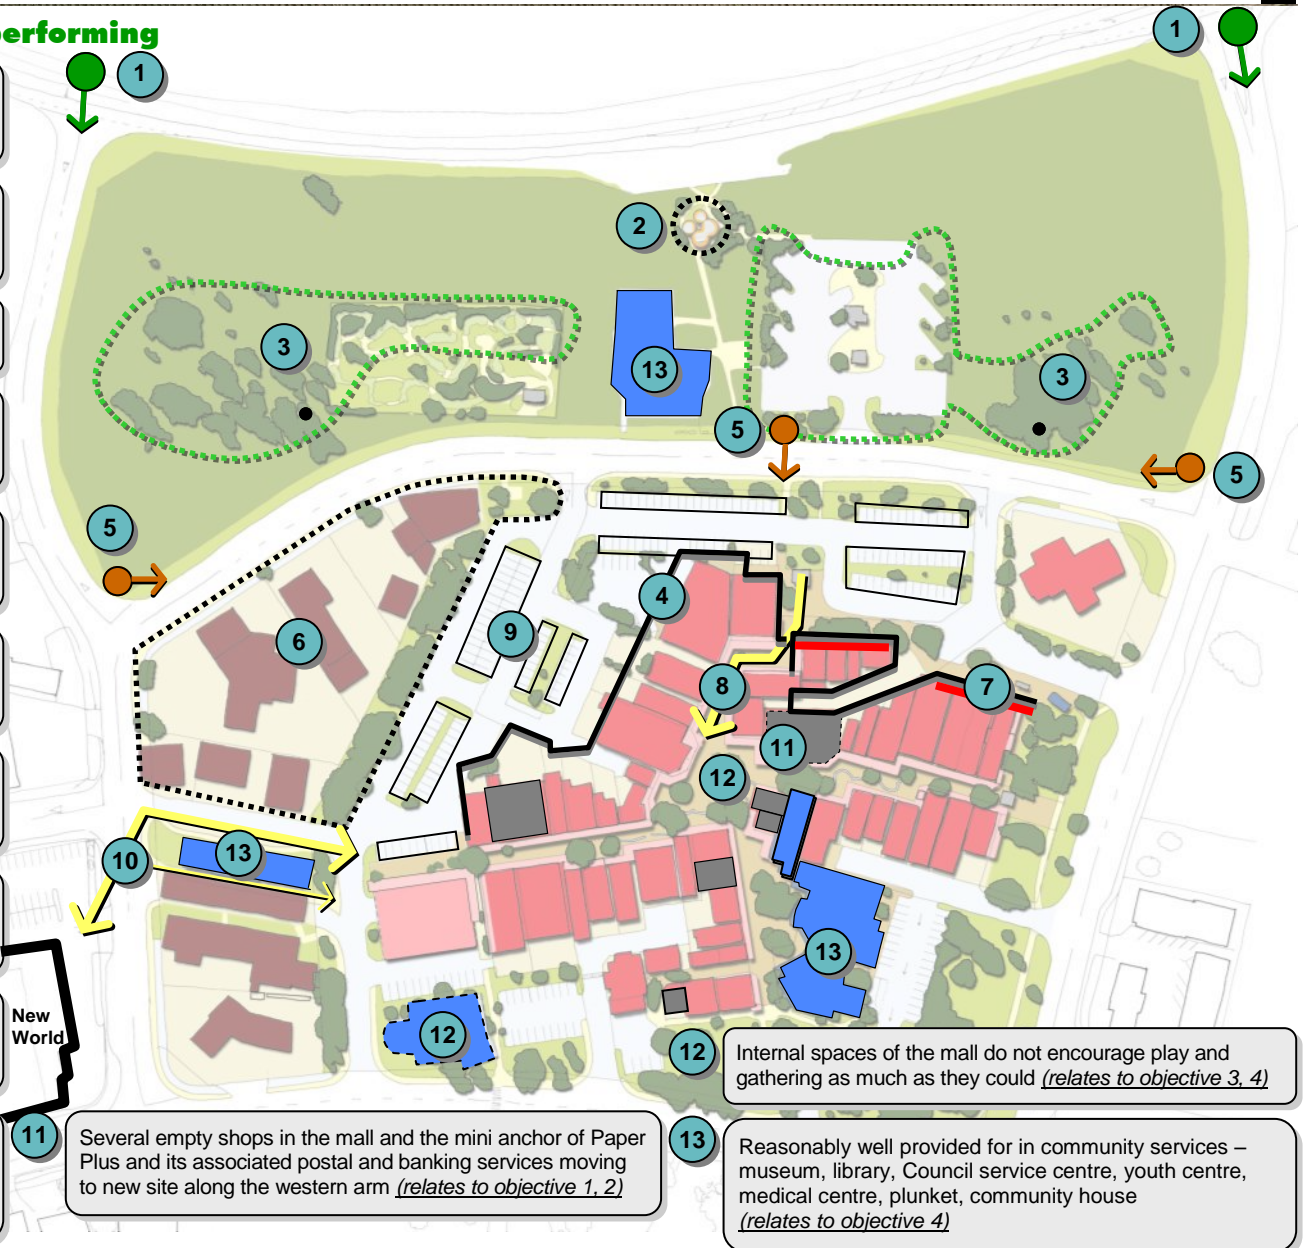 performing
1
1
2
3
3
13
5
5
5
4
6
9
8
7
11
12
10
13
13
12
New
World
12
Internal spaces of the mall do not encourage play and
gathering as much as they could (relates to objective 3, 4)
11
Several empty shops in the mall and the mini anchor of Paper
Plus and its associated postal and banking services moving
to new site along the western arm (relates to objective 1, 2)
13
Reasonably well provided for in community services –
museum, library, Council service centre, youth centre,
medical centre, plunket, community house
(relates to objective 4)